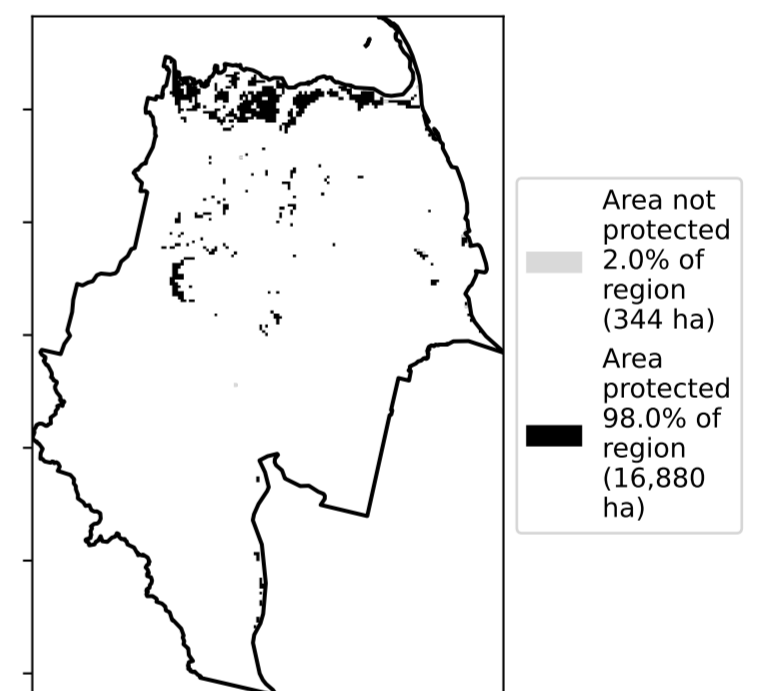 Area not
protected
2.0% of
region
(344 ha)
Area
protected
98.0% of
region
(16,880
ha)